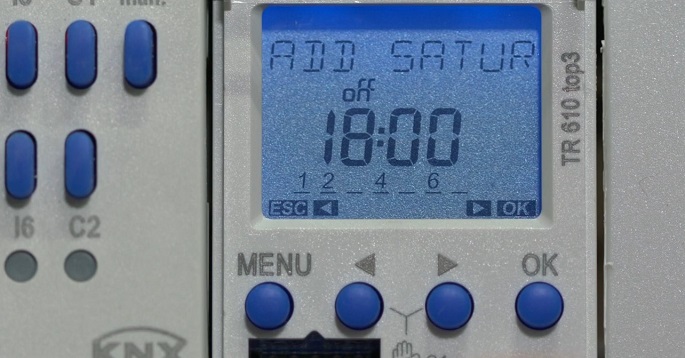 man.
ADD SATUR
off
18:00
1 2 _ 4 _ 6 _
ESC ◀ ▶ OK
TR 610 top3
I6 C2
MENU ◀ ▶ OK
KNX